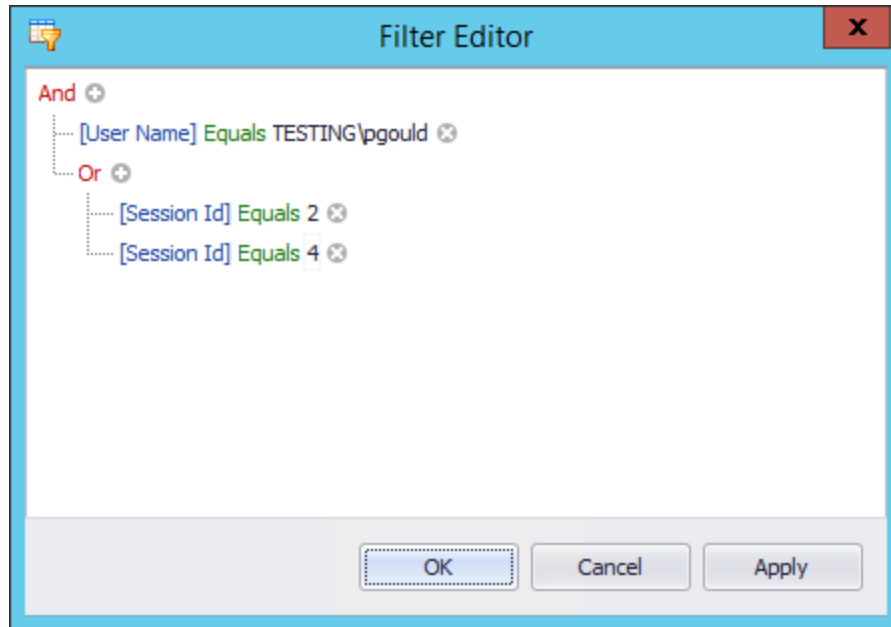 Filter Editor
And
[User Name] Equals TESTING\pgould
Or
[Session Id] Equals 2
[Session Id] Equals 4
OK Cancel Apply